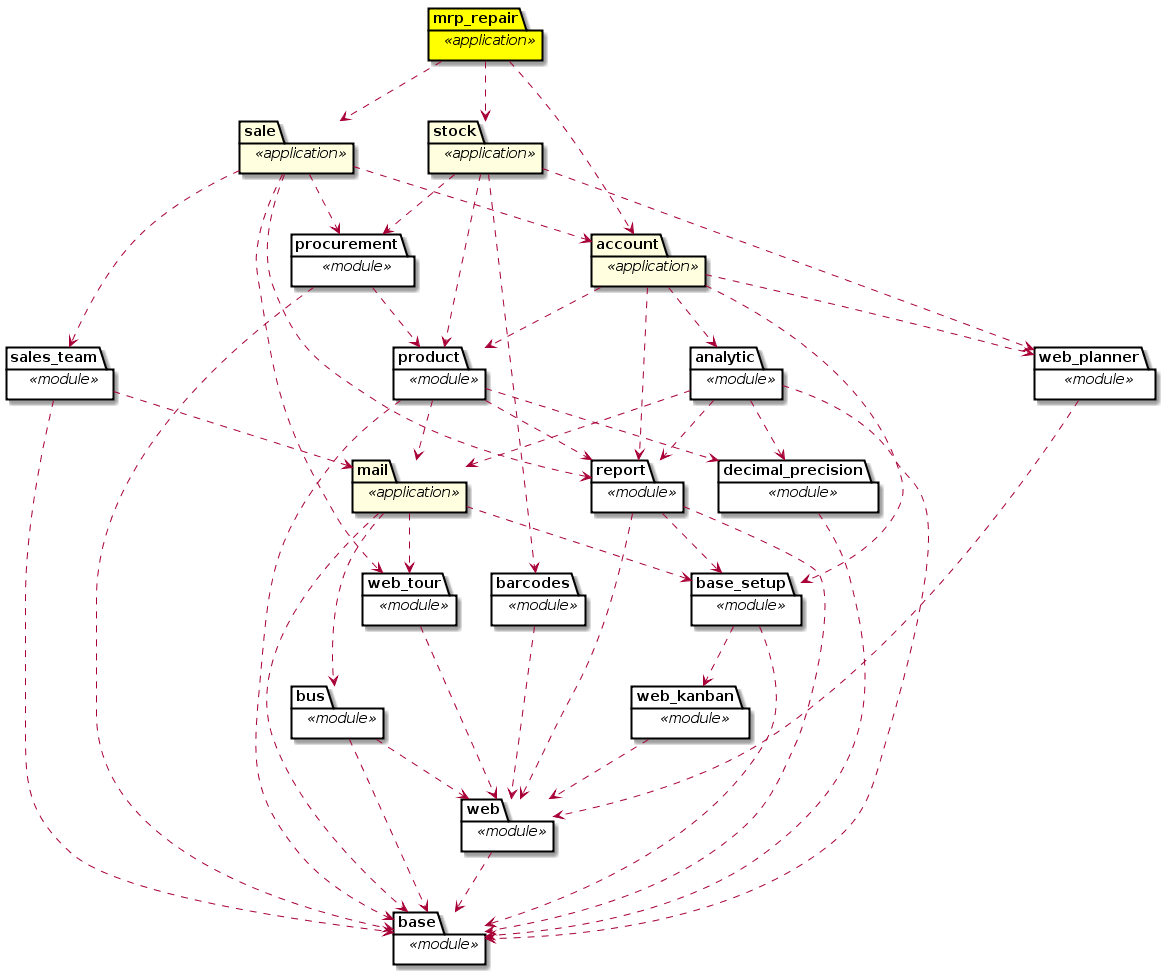 mrp_repair
«application»
sale
«application»
stock
«application»
procurement
«module»
account
«application»
sales_team
«module»
product
«module»
analytic
«module»
web_planner
«module»
mail
«application»
report
«module»
decimal_precision
«module»
web_tour
«module»
barcodes
«module»
base_setup
«module»
bus
«module»
web_kanban
«module»
web
«module»
base
«module»